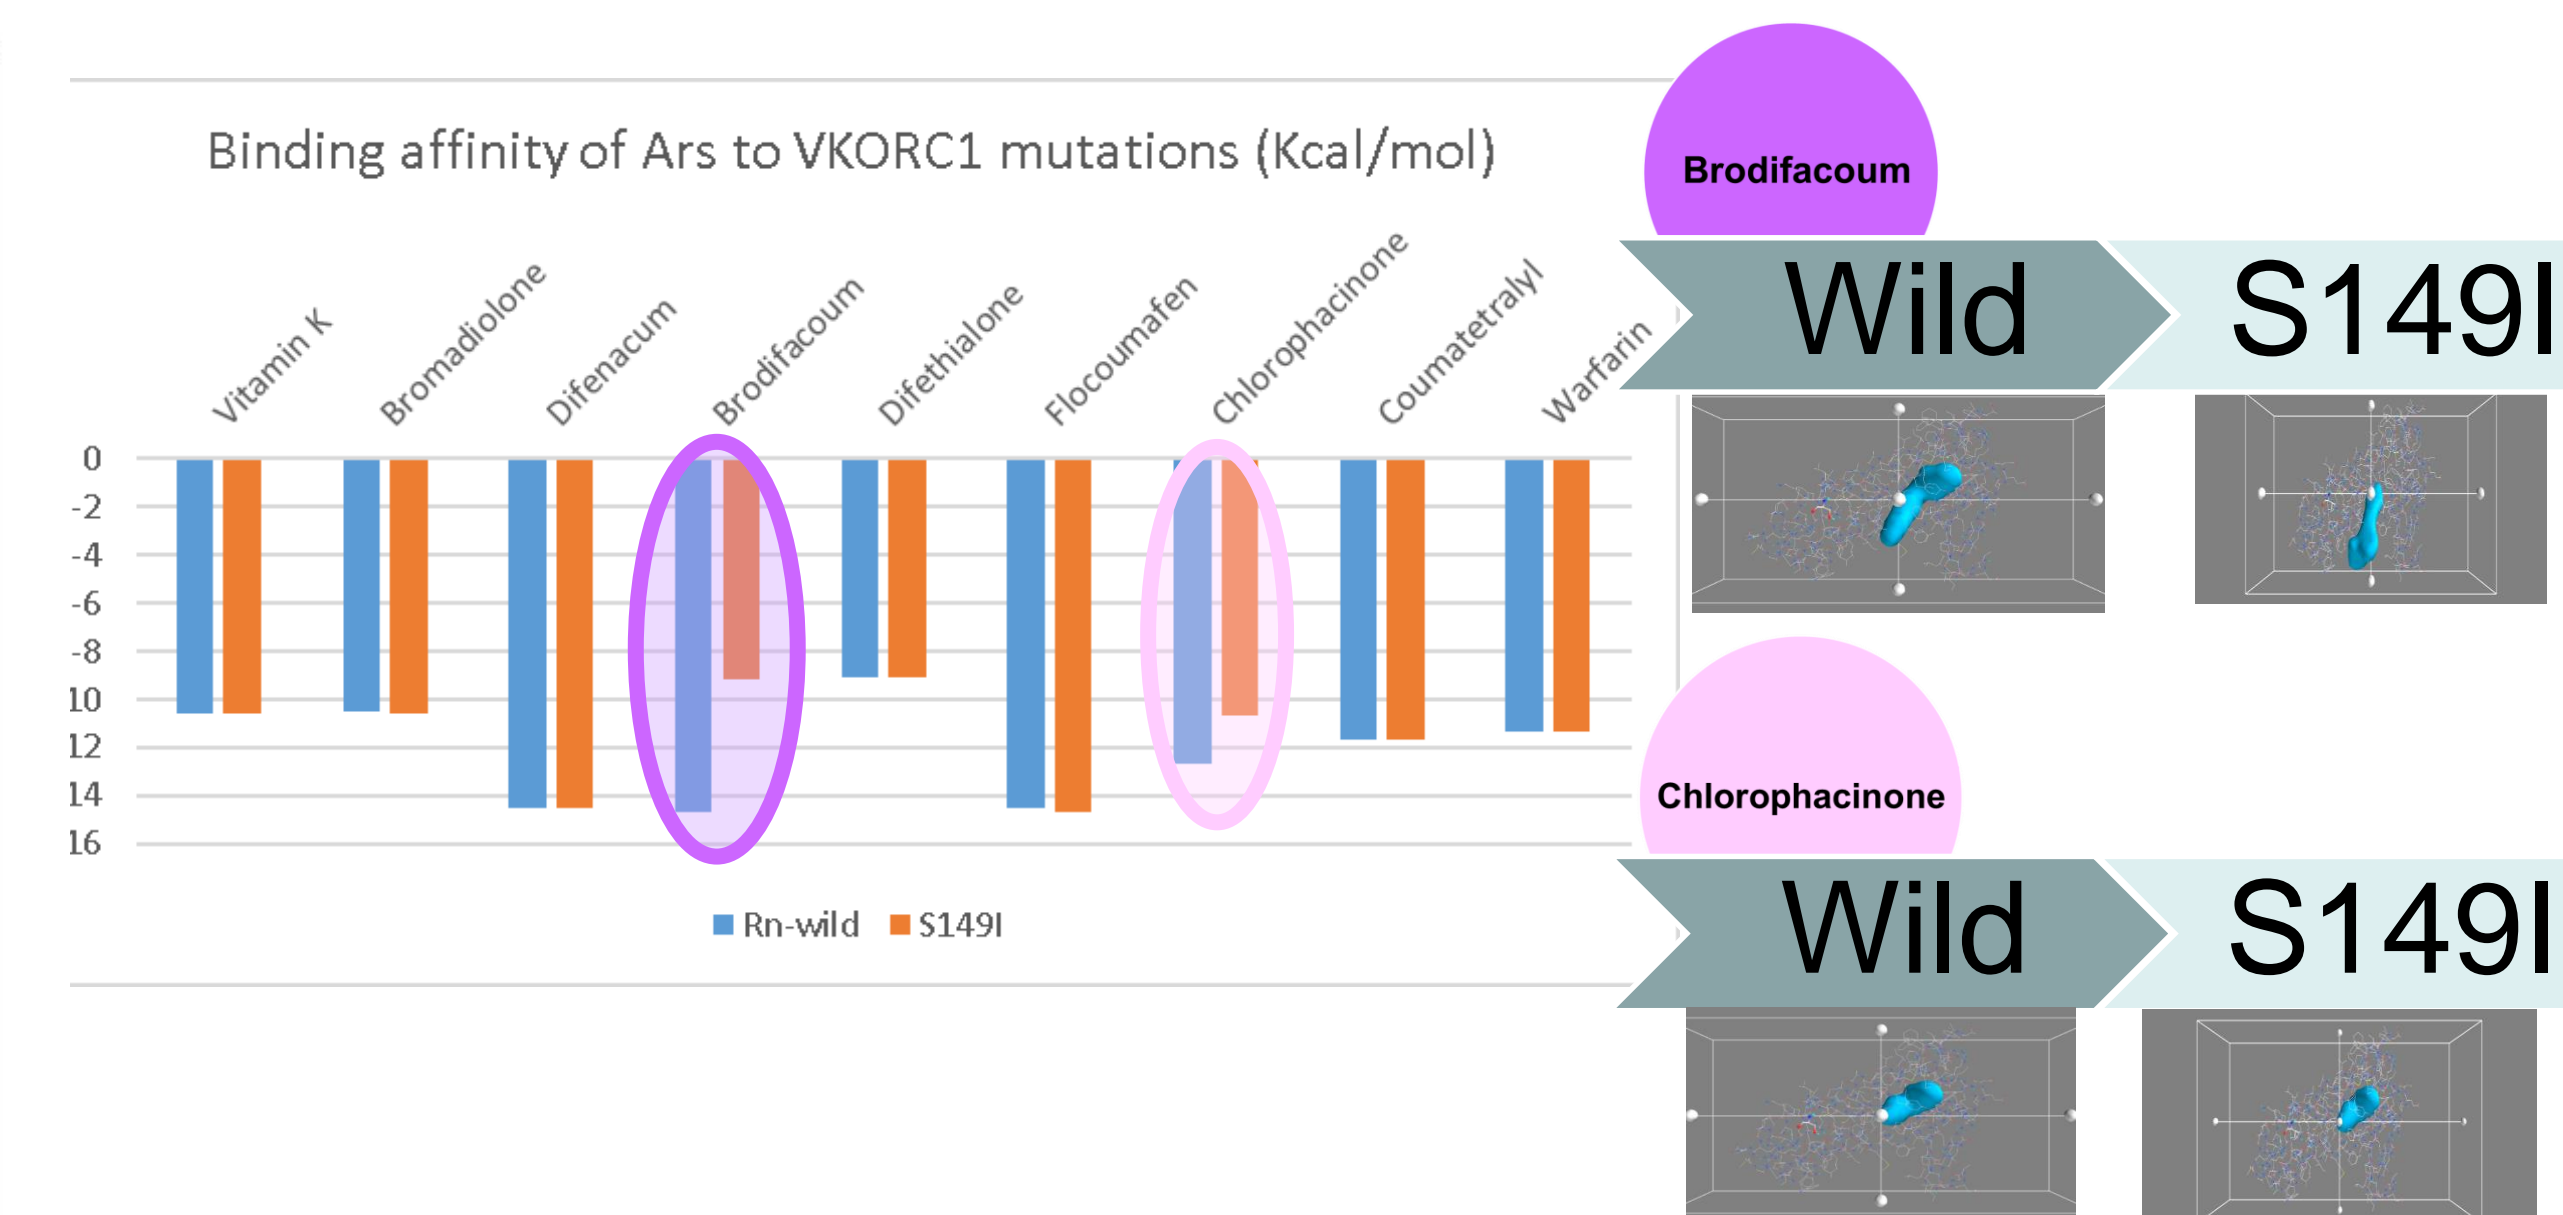 Binding affinity of Ars to VKORC1 mutations (Kcal/mol)
Vitamin K
Bromadiolone
Difenacum
Brodifacoum
Difethialone
Flocoumafen
Chlorophacinone
Coumatetralyl
Warfarin
0
-2
-4
-6
-8
10
12
14
16
Rn-wild S149I
Brodifacoum
Wild S149I
Chlorophacinone
Wild S149I